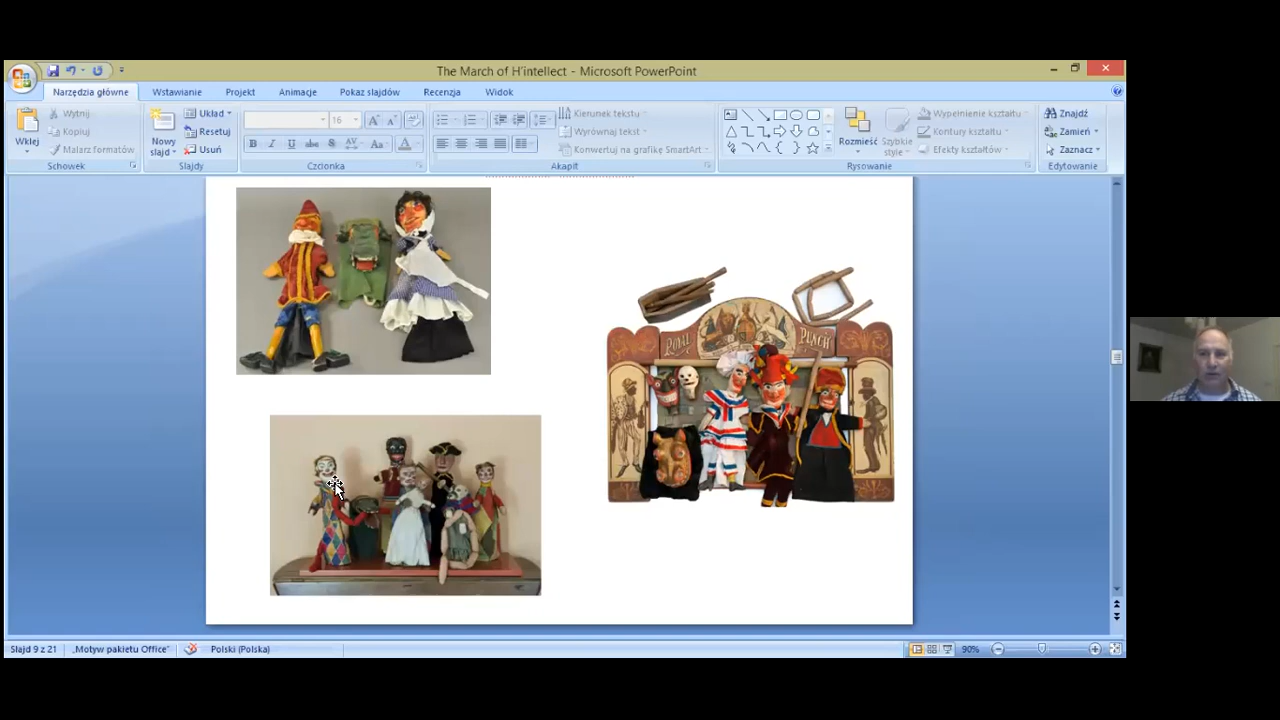 The March of H'intellect - Microsoft PowerPoint
Narzędzia główne Wstawianie Projekt Animacje Pokaz slajdów Recenzja Widok
Wklej
Wytnij
Kopiuj
Malarz formatów
Schowek
Nowy slajd
Układ
Resetuj
Usuń
Slajdy
16
Czcionka
Kierunek tekstu
Wyrównaj tekst
Konwertuj na grafikę SmartArt
Akapit
Rozmieść
Szybkie style
Wypełnienie kształtu
Kontury kształtu
Efekty kształtów
Rysowanie
Znajdź
Zamień
Zaznacz
Edytowanie
ROYAL PUNCH
Slajd 9 z 21 „Motyw pakietu Office” Polski (Polska) 90%